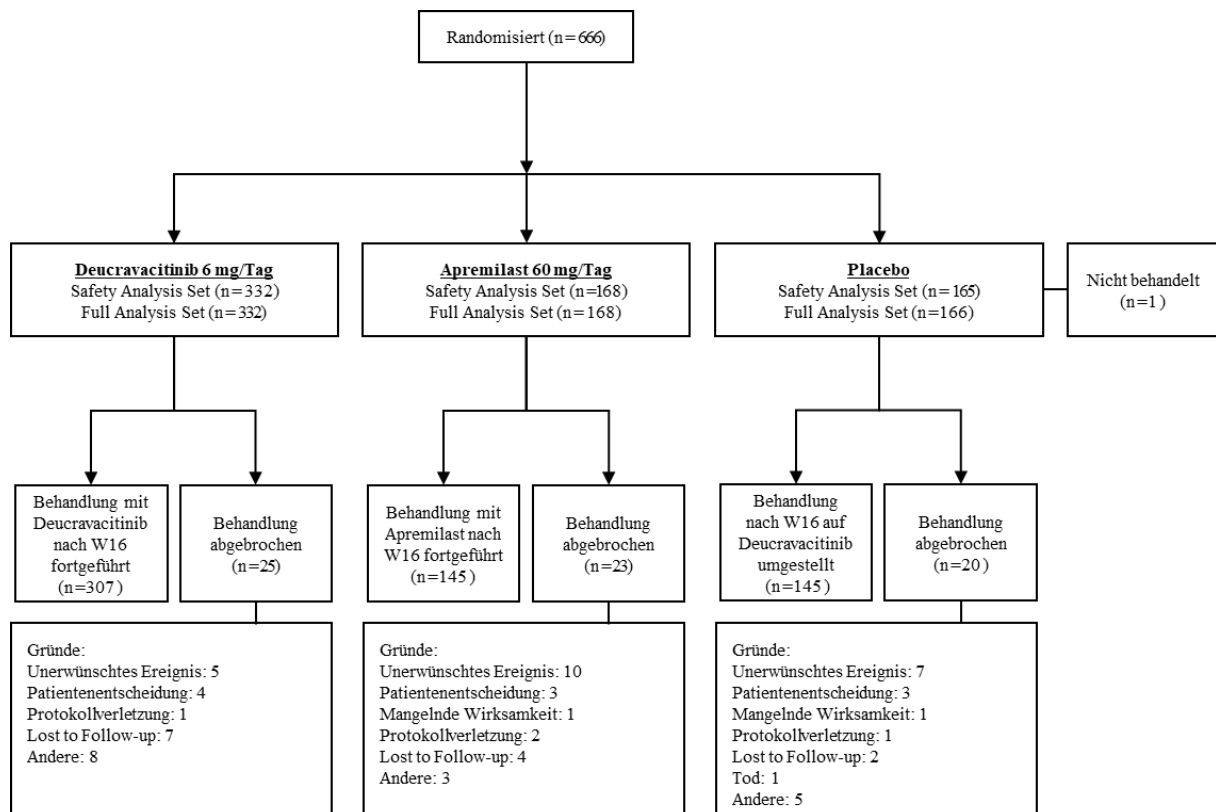 Randomisiert (n=666)
Deucravacitinib 6 mg/Tag
Safety Analysis Set (n=332)
Full Analysis Set (n=332)
Apremilast 60 mg/Tag
Safety Analysis Set (n=168)
Full Analysis Set (n=168)
Placebo
Safety Analysis Set (n=165)
Full Analysis Set (n=166)
Nicht behandelt
(n=1)
Behandlung mit
Deucravacitinib
nach W16
fortgeführt
(n=307)
Behandlung
abgebrochen
(n=25)
Behandlung mit
Apremilast nach
W16 fortgeführt
(n=145)
Behandlung
abgebrochen
(n=23)
Behandlung
nach W16 auf
Deucravacitinib
umgestellt
(n=145)
Behandlung
abgebrochen
(n=20)
Gründe:
Unerwünschtes Ereignis: 5
Patientenentscheidung: 4
Protokollverletzung: 1
Lost to Follow-up: 7
Andere: 8
Gründe:
Unerwünschtes Ereignis: 10
Patientenentscheidung: 3
Mangelnde Wirksamkeit: 1
Protokollverletzung: 2
Lost to Follow-up: 4
Andere: 3
Gründe:
Unerwünschtes Ereignis: 7
Patientenentscheidung: 3
Mangelnde Wirksamkeit: 1
Protokollverletzung: 1
Lost to Follow-up: 2
Tod: 1
Andere: 5